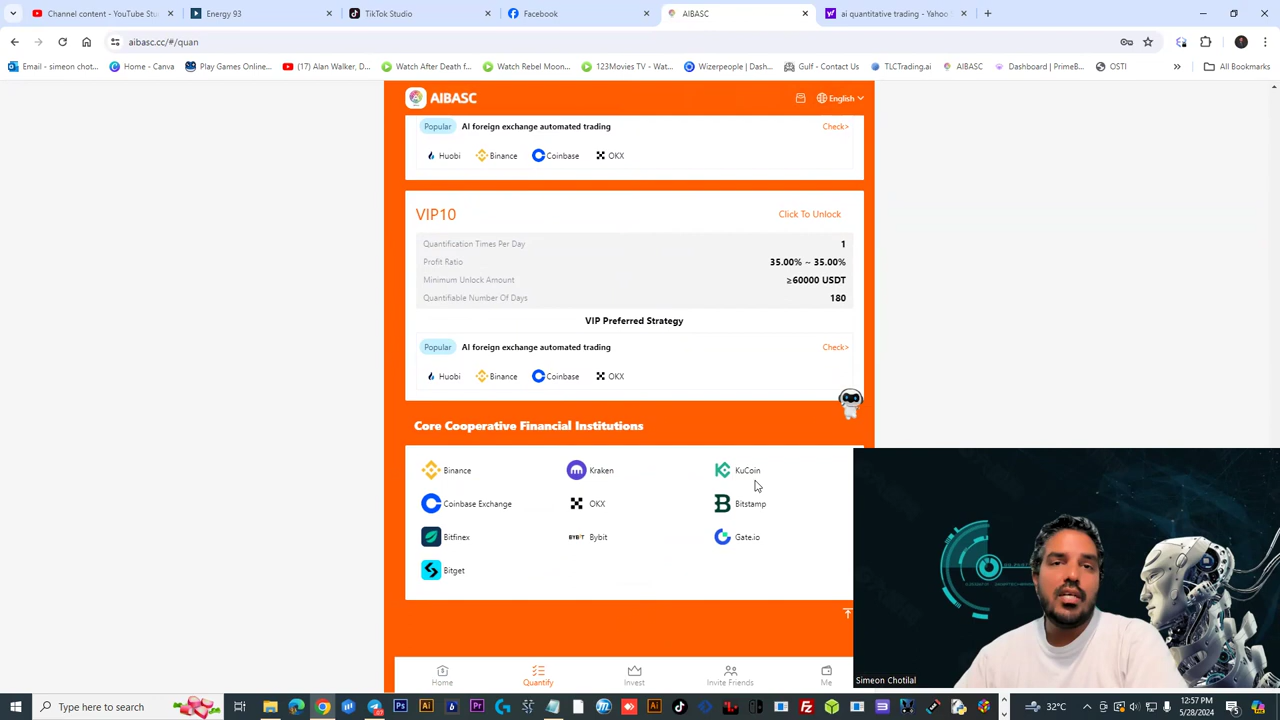 Content channel - YouTube Stu
Energy 93
TikTok Studio
Facebook
AIBASC
ai quantitative trading - Yahoo
aibasc.cc/#/quan
Email - simeon chot...
Home - Canva
Play Games Online...
(17) Alan Walker, D...
Watch After Death f...
Watch Rebel Moon...
123Movies TV - Wat...
Wizerpeople | Dash...
Gulf - Contact Us
TLCTrading.ai
AIBASC
Dashboard | PrimeB...
OSTI
All Bookmarks
AIBASC
English
Popular AI foreign exchange automated trading Check>
Huobi Binance Coinbase OKX
VIP10 Click To Unlock
Quantification Times Per Day 1
Profit Ratio 35.00% ~ 35.00%
Minimum Unlock Amount ≥60000 USDT
Quantifiable Number Of Days 180
VIP Preferred Strategy
Popular AI foreign exchange automated trading Check>
Huobi Binance Coinbase OKX
Core Cooperative Financial Institutions
Binance Kraken KuCoin
Coinbase Exchange OKX Bitstamp
Bitfinex BYBIT Bybit Gate.io
Bitget
Home Quantify Invest Invite Friends Me
Simeon Chotilal
Type here to search
32°C
12:57 PM
5/28/2024